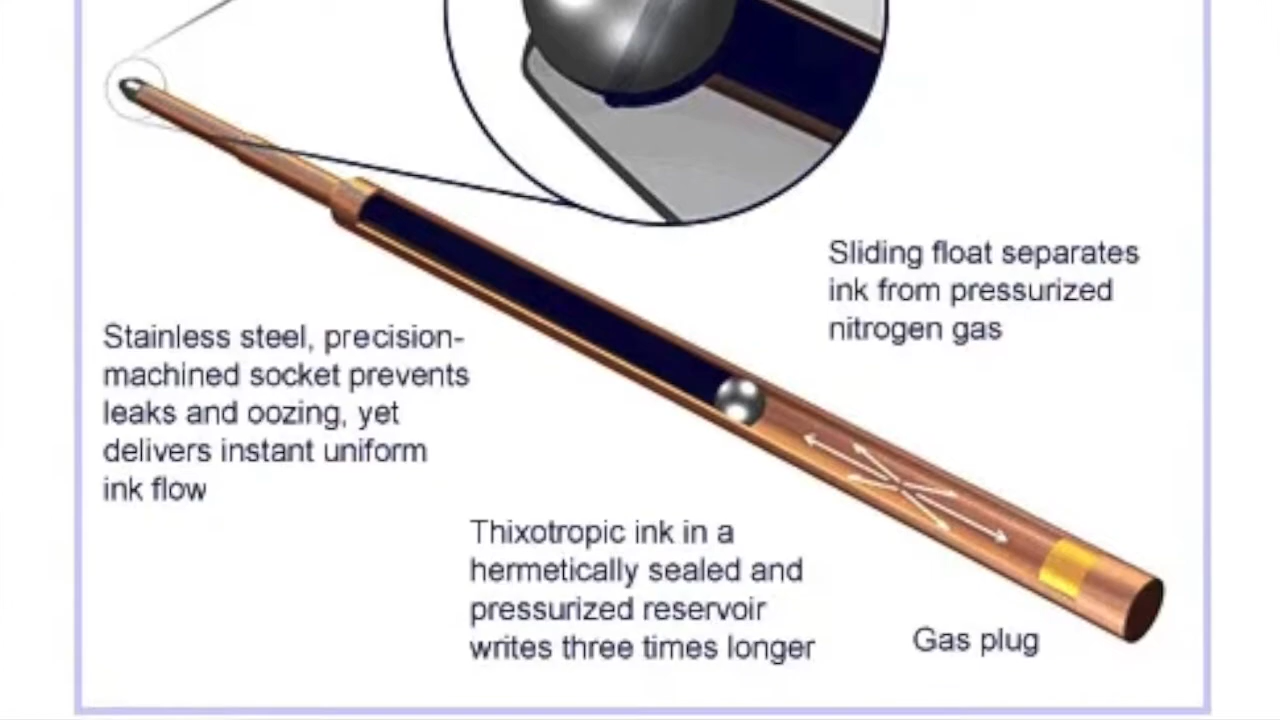 Sliding float separates
ink from pressurized
nitrogen gas
Stainless steel, precision-
machined socket prevents
leaks and oozing, yet
delivers instant uniform
ink flow
Thixotropic ink in a
hermetically sealed and
pressurized reservoir
writes three times longer
Gas plug